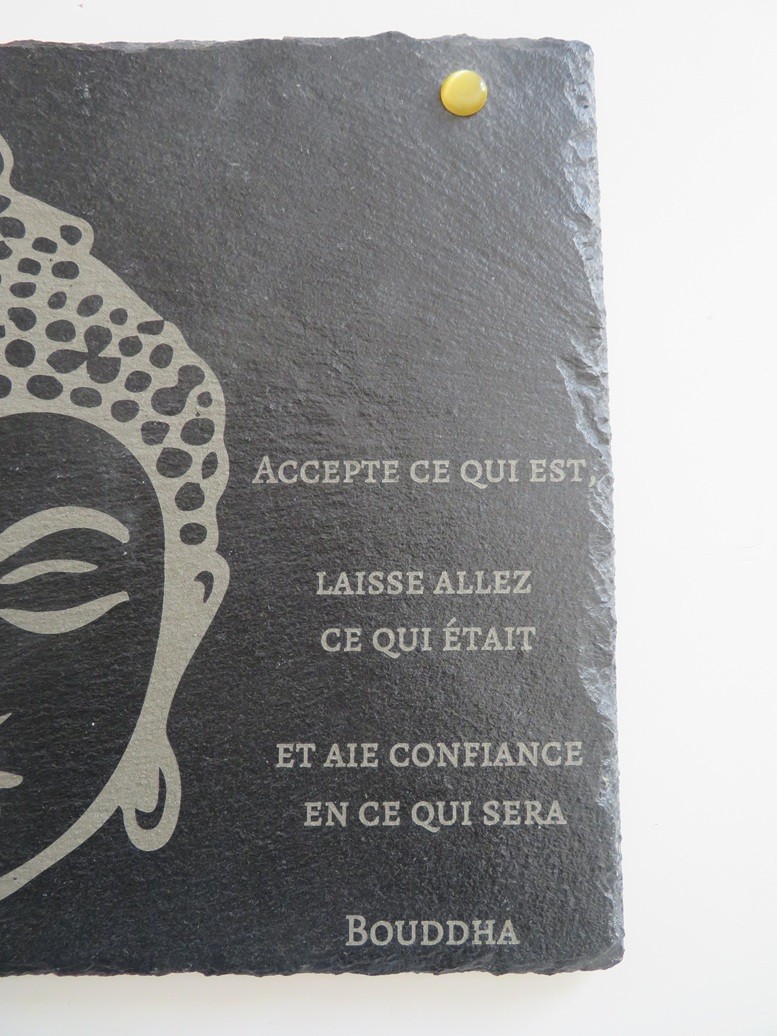 Accepte ce qui est,
laisse allez
ce qui était
et aie confiance
en ce qui sera
Bouddha